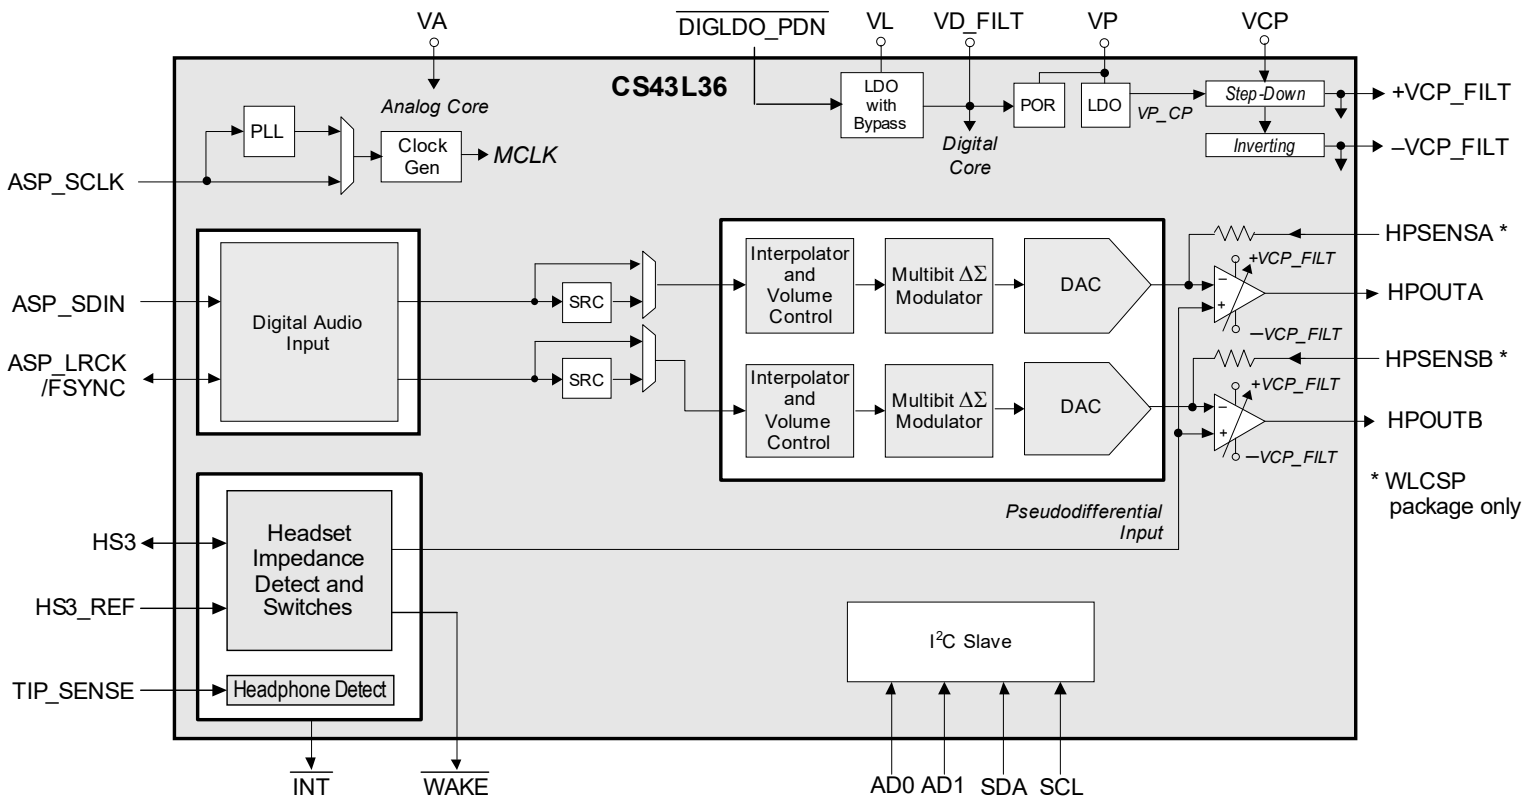 VA
DIGLDO_PDN
VL
VD_FILT
VP
VCP
CS43L36
Analog Core
LDO
with
Bypass
POR
LDO
VP_CP
Step-Down
+VCP_FILT
Digital
Core
Inverting
–VCP_FILT
PLL
Clock
Gen
MCLK
ASP_SCLK
ASP_SDIN
ASP_LRCK
/FSYNC
Digital Audio
Input
SRC
SRC
Interpolator
and
Volume
Control
Multibit ΔΣ
Modulator
DAC
HPSENSA *
+VCP_FILT
−
+
HPOUTA
–VCP_FILT
Interpolator
and
Volume
Control
Multibit ΔΣ
Modulator
DAC
HPSENSB *
+VCP_FILT
−
+
HPOUTB
–VCP_FILT
* WLCSP
package only
Pseudodifferential
Input
HS3
HS3_REF
Headset
Impedance
Detect and
Switches
TIP_SENSE
Headphone Detect
I²C Slave
INT
WAKE
AD0
AD1
SDA
SCL